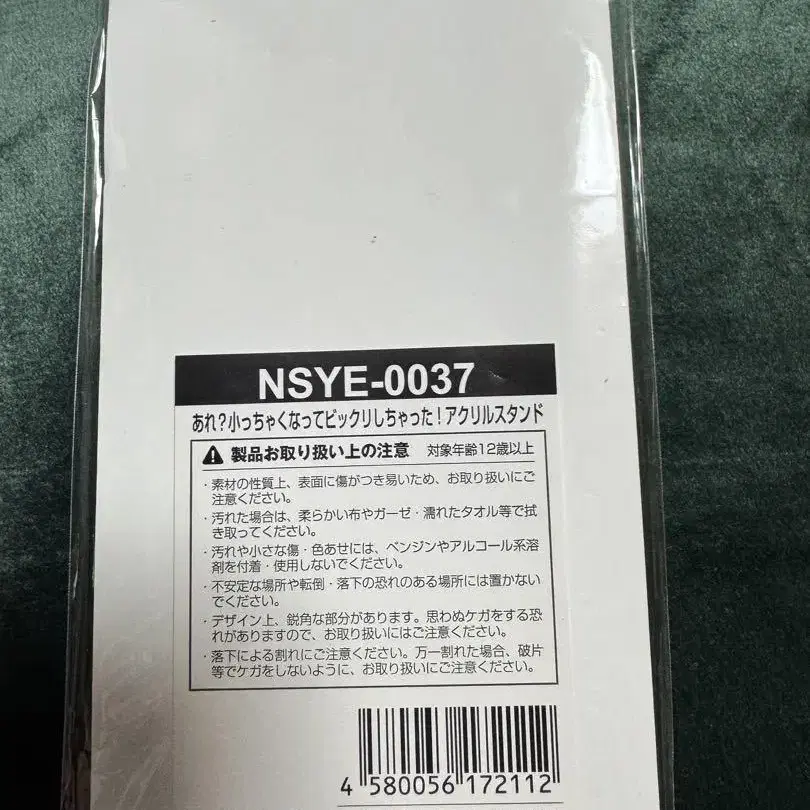 NSYE-0037
あれ？小っちゃくなってビックリしちゃった！アクリルスタンド
製品お取り扱い上の注意 対象年齢12歳以上
・素材の性質上、表面に傷がつき易いため、お取り扱いにご
注意ください。
・汚れた場合は、柔らかい布やガーゼ・濡れたタオル等で拭
き取ってください。
・汚れや小さな傷・色あせには、ベンジンやアルコール系溶
剤を付着・使用しないでください。
・不安定な場所や転倒・落下の恐れのある場所には置かない
でください。
・デザイン上、鋭角な部分があります。思わぬケガをする恐
れがありますので、お取り扱いにはご注意ください。
・落下による割れにご注意ください。万一割れた場合、破片
等でケガをしないように、お取り扱いにご注意ください。
4 580056 172112